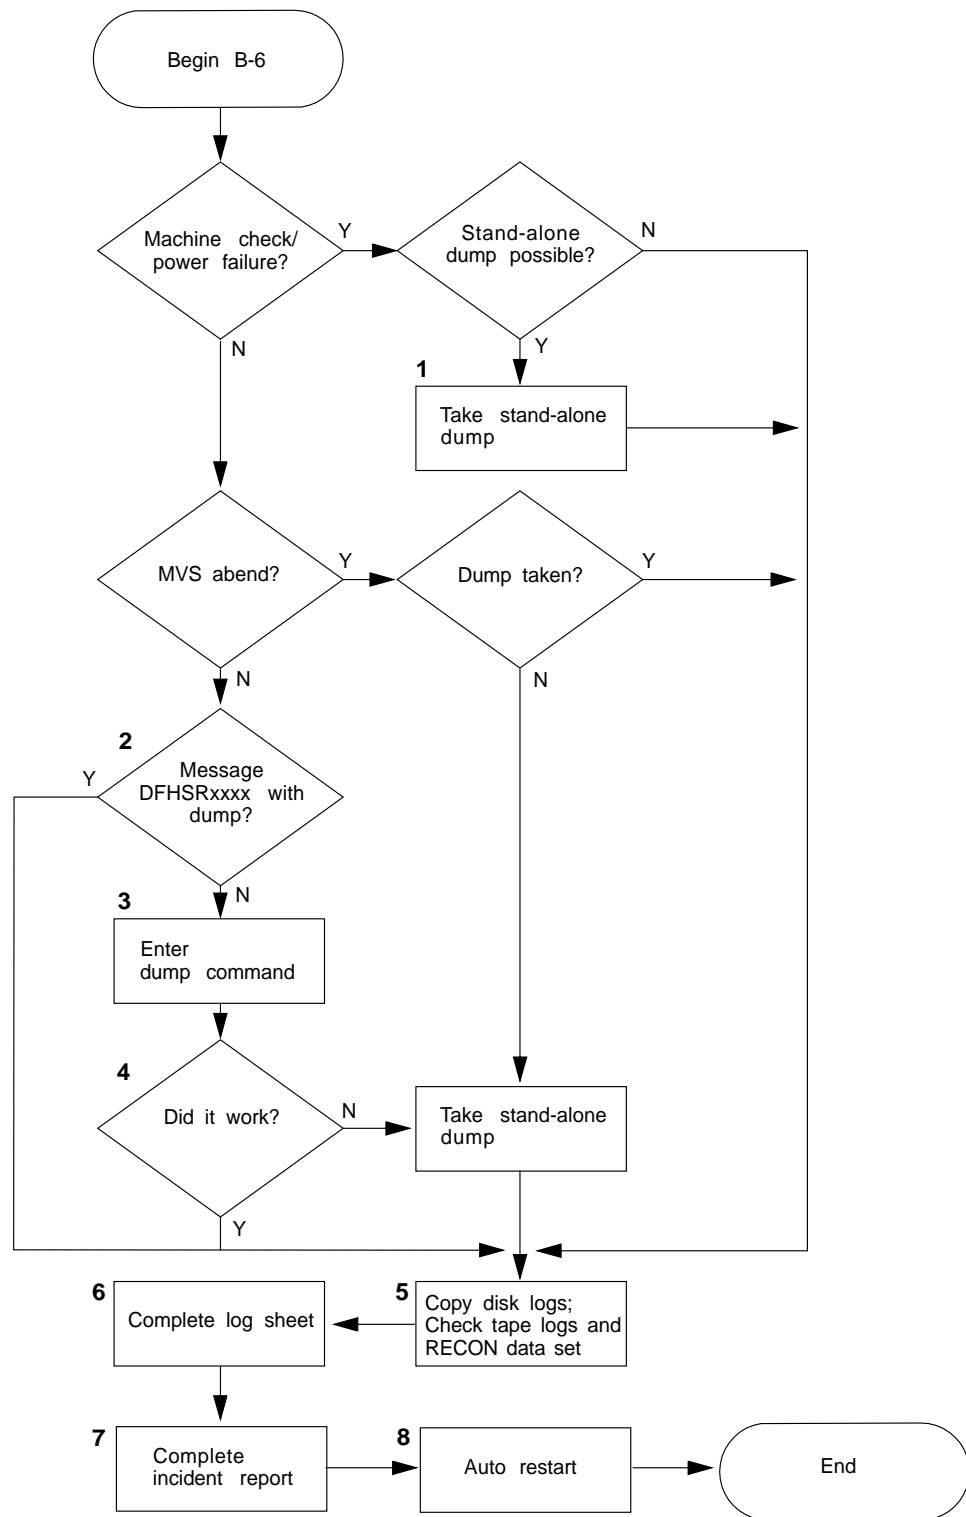 Begin B-6
Machine check/
power failure?
Y
Stand-alone
dump possible?
N
N
Y
1
Take stand-alone
dump
MVS abend?
Y
Dump taken?
Y
N
N
2
Y
Message
DFHSRxxxx with
dump?
N
3
Enter
dump command
4
Did it work?
N
Take stand-alone
dump
Y
6
Complete log sheet
5
Copy disk logs;
Check tape logs and
RECON data set
7
Complete
incident report
8
Auto restart
End